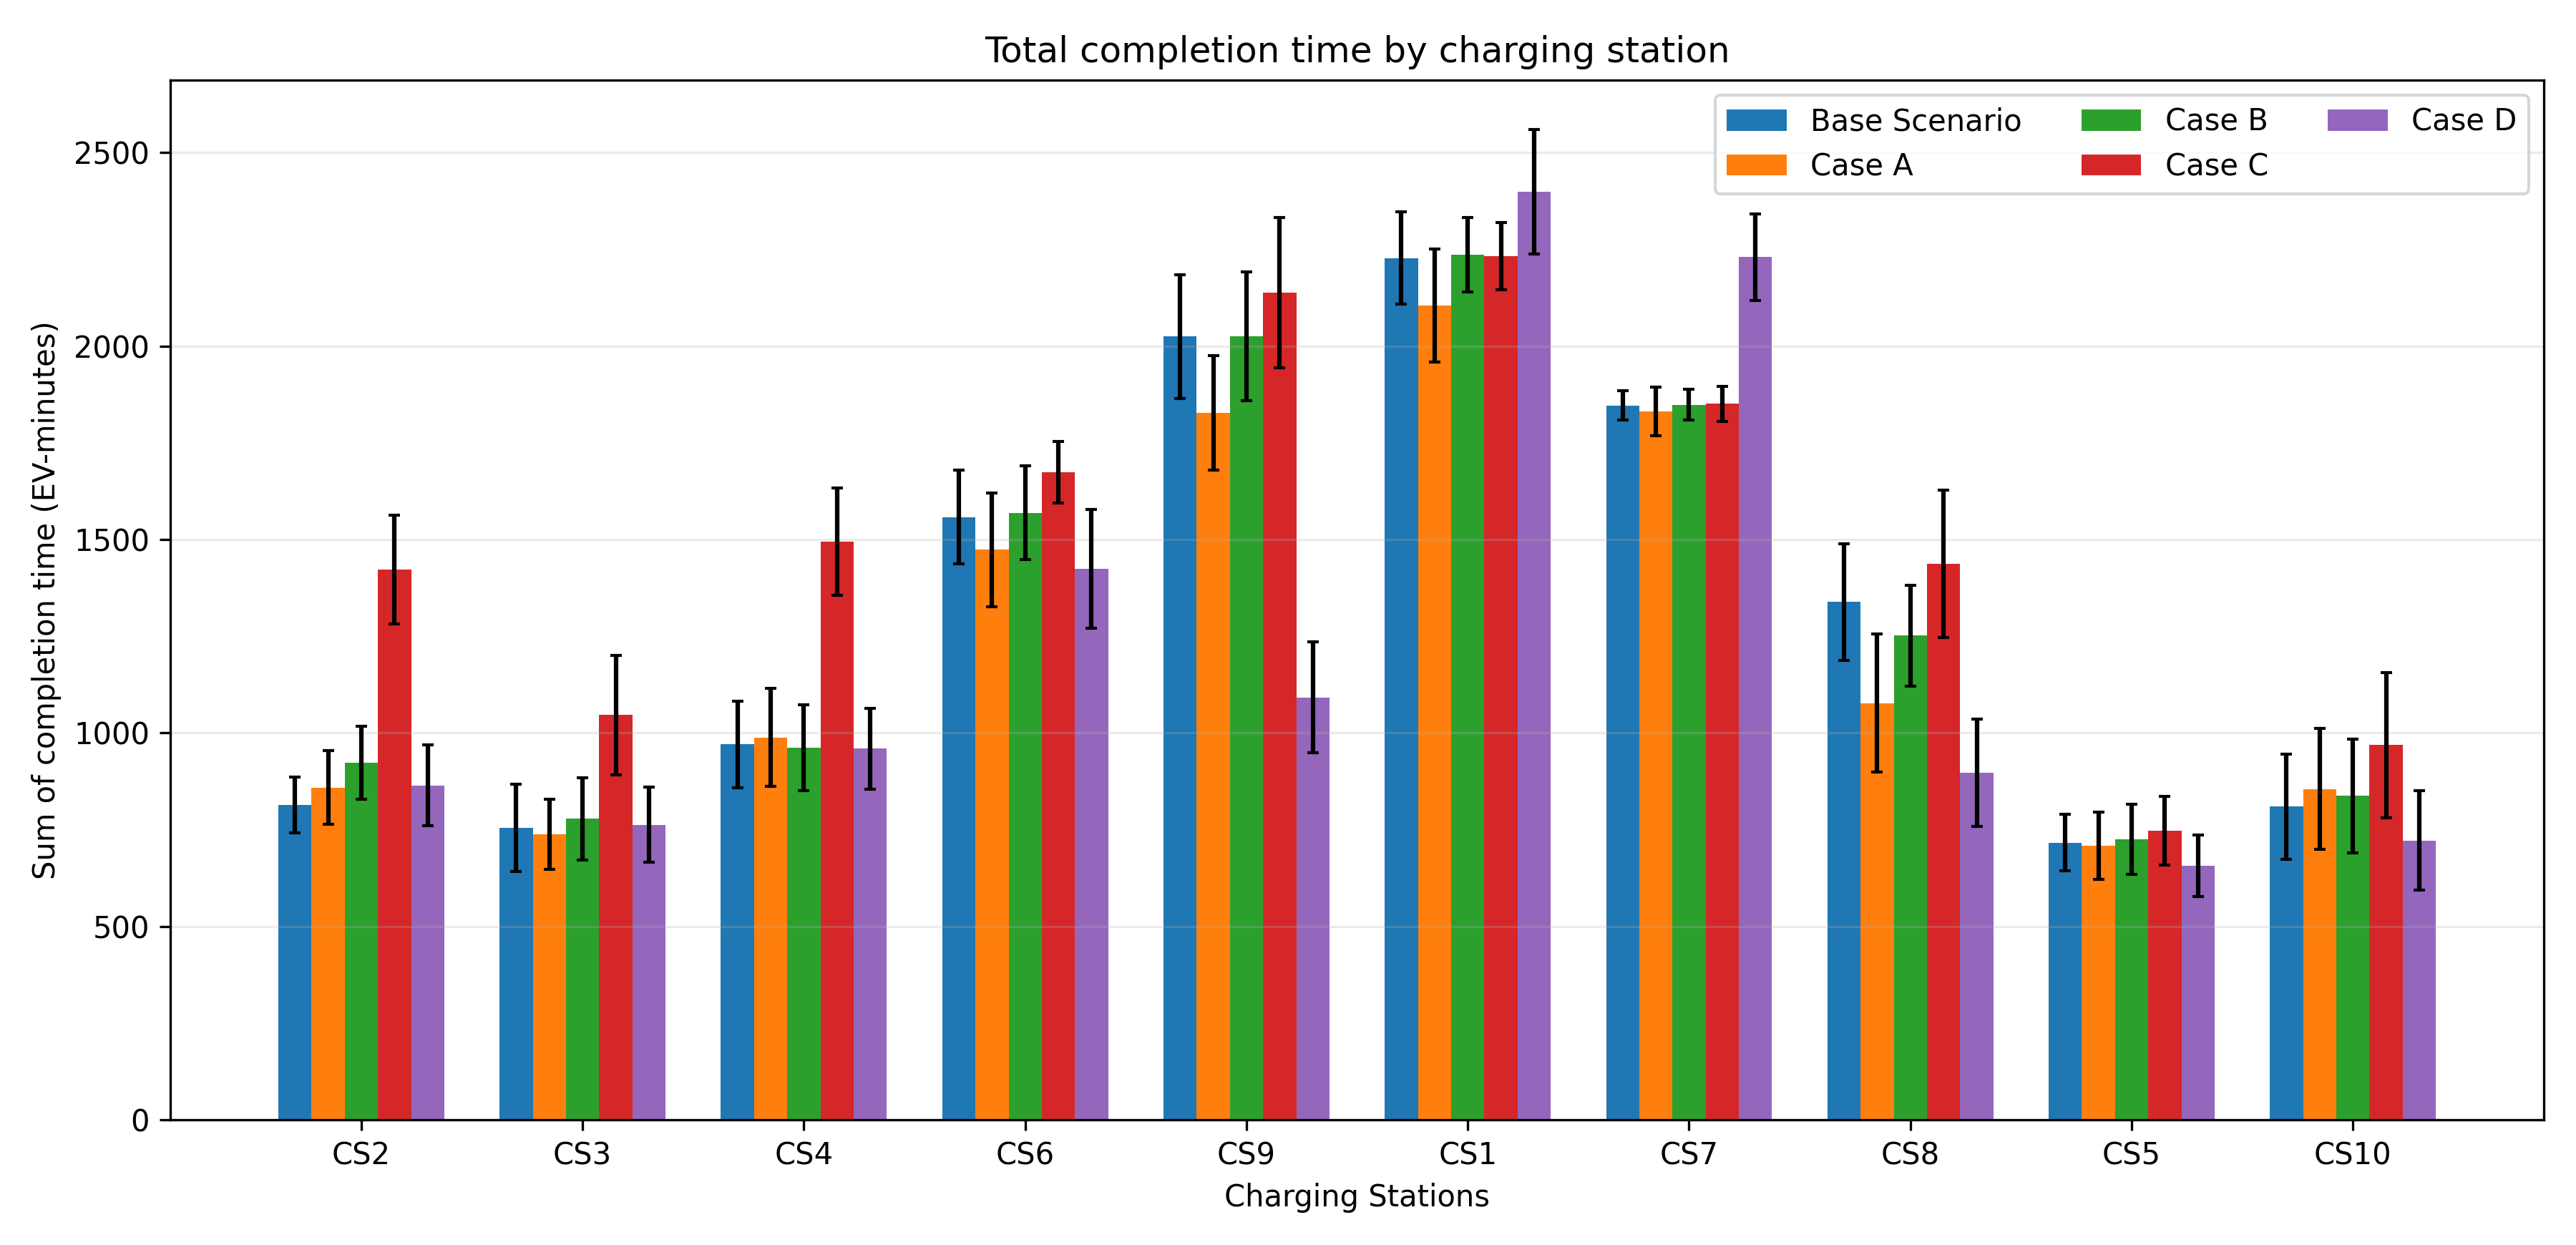 Total completion time by charging station
Base Scenario
Case A
Case B
Case C
Case D
Sum of completion time (EV-minutes)
2500
2000
1500
1000
500
0
CS2 CS3 CS4 CS6 CS9 CS1 CS7 CS8 CS5 CS10
Charging Stations